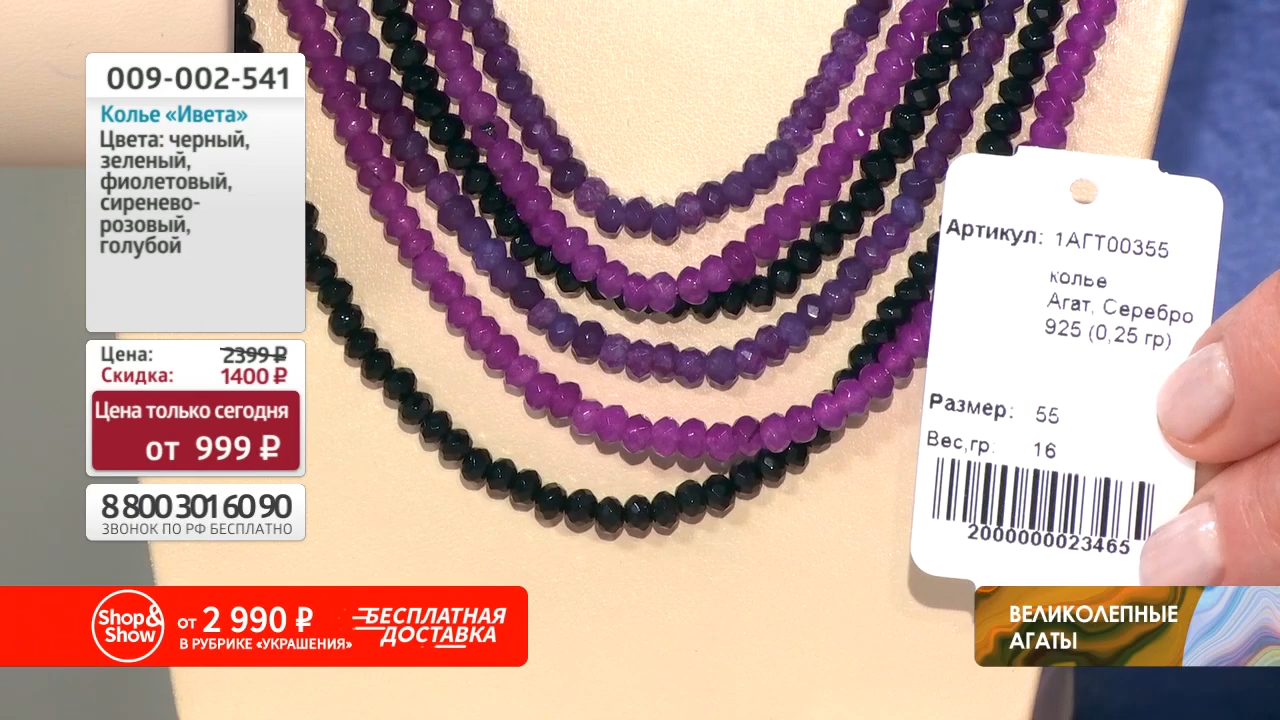 009-002-541
Колье «Ивета»
Цвета: черный,
зеленый,
фиолетовый,
сиренево-
розовый,
голубой
Цена: 2399 ₽
Скидка: 1400 ₽
Цена только сегодня
от 999 ₽
8 800 301 60 90
ЗВОНОК ПО РФ БЕСПЛАТНО
Shop&
Show
от 2 990 ₽
В РУБРИКЕ «УКРАШЕНИЯ»
БЕСПЛАТНАЯ
ДОСТАВКА
Артикул: 1АГТ00355
колье
Агат, Серебро
925 (0,25 гр)
Размер: 55
Вес,гр: 16
2000000023465
ВЕЛИКОЛЕПНЫЕ
АГАТЫ